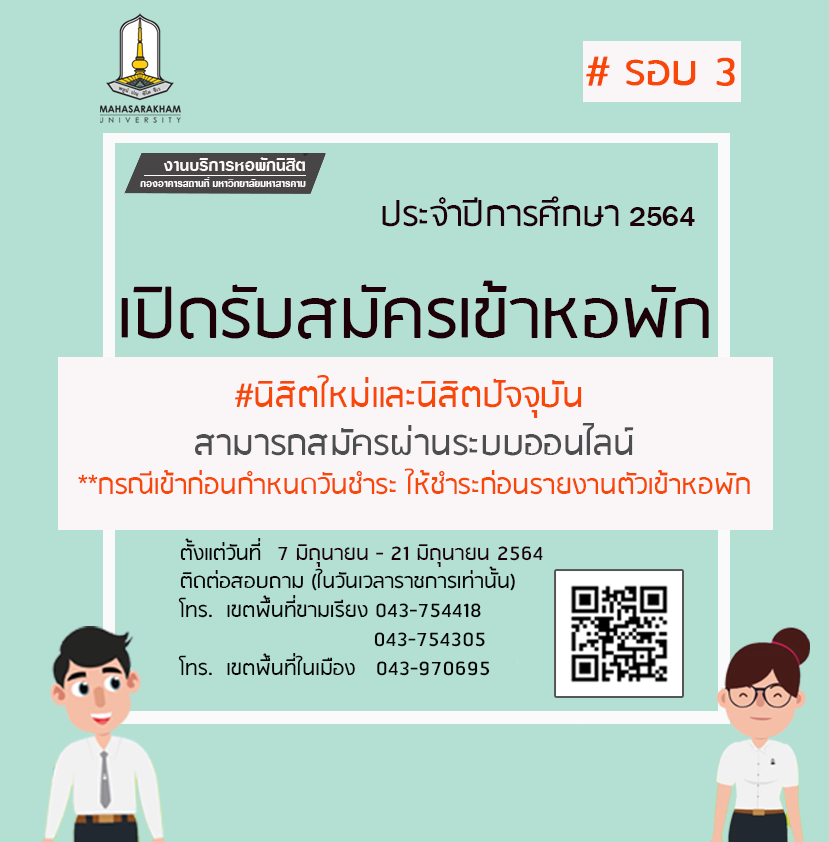 # รอบ 3
MAHASARAKHAM
UNIVERSITY
งานบริการหอพักนิสิต
กองอาคารสถานที่ มหาวิทยาลัยมหาสารคาม
ประจำปีการศึกษา 2564
เปิดรับสมัครเข้าหอพัก
#นิสิตใหม่และนิสิตปัจจุบัน
สามารถสมัครผ่านระบบออนไลน์
**กรณีเข้าก่อนกำหนดวันชำระ ให้ชำระก่อนรายงานตัวเข้าหอพัก
ตั้งแต่วันที่ 7 มิถุนายน - 21 มิถุนายน 2564
ติดต่อสอบถาม (ในวันเวลาราชการเท่านั้น)
โทร. เขตพื้นที่ขามเรียง 043-754418
043-754305
โทร. เขตพื้นที่ในเมือง 043-970695